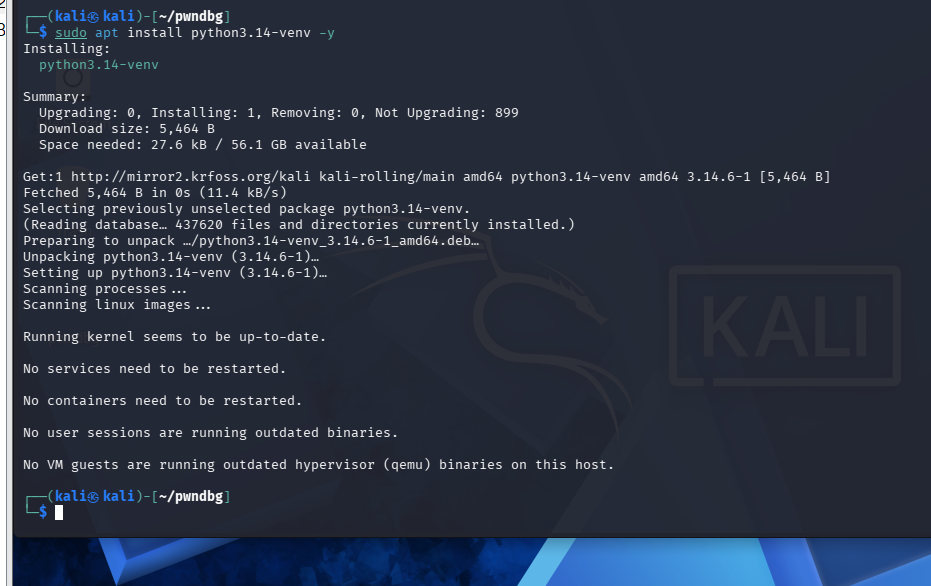 2
3
┌──(kali㉿kali)-[~/pwndbg]
└─$ sudo apt install python3.14-venv -y
Installing:
  python3.14-venv
Summary:
  Upgrading: 0, Installing: 1, Removing: 0, Not Upgrading: 899
  Download size: 5,464 B
  Space needed: 27.6 kB / 56.1 GB available
Get:1 http://mirror2.krfoss.org/kali kali-rolling/main amd64 python3.14-venv amd64 3.14.6-1 [5,464 B]
Fetched 5,464 B in 0s (11.4 kB/s)
Selecting previously unselected package python3.14-venv.
(Reading database… 437620 files and directories currently installed.)
Preparing to unpack …/python3.14-venv_3.14.6-1_amd64.deb…
Unpacking python3.14-venv (3.14.6-1)…
Setting up python3.14-venv (3.14.6-1)…
Scanning processes...
Scanning linux images...
Running kernel seems to be up-to-date.
No services need to be restarted.
No containers need to be restarted.
No user sessions are running outdated binaries.
No VM guests are running outdated hypervisor (qemu) binaries on this host.
┌──(kali㉿kali)-[~/pwndbg]
└─$
KALI